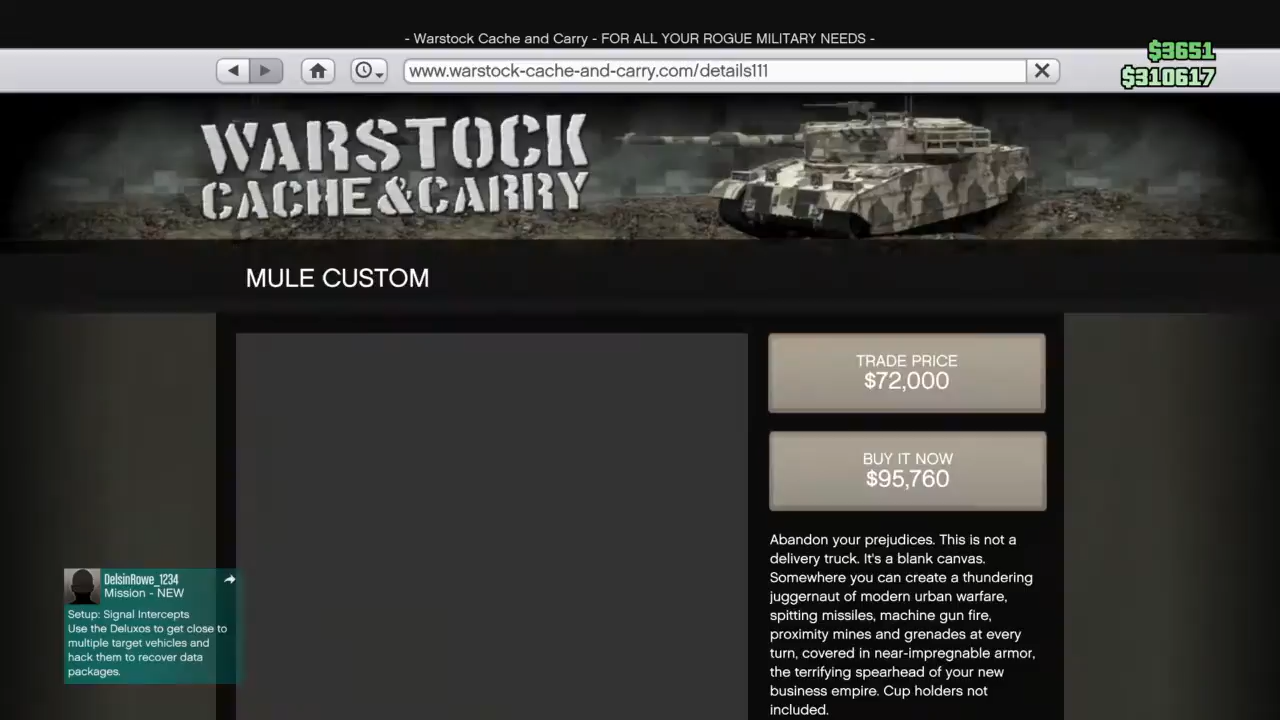 - Warstock Cache and Carry - FOR ALL YOUR ROGUE MILITARY NEEDS -
$3651
$310617
www.warstock-cache-and-carry.com/details111
WARSTOCK
CACHE&CARRY
MULE CUSTOM
TRADE PRICE
$72,000
BUY IT NOW
$95,760
Abandon your prejudices. This is not a
delivery truck. It's a blank canvas.
Somewhere you can create a thundering
juggernaut of modern urban warfare,
spitting missiles, machine gun fire,
proximity mines and grenades at every
turn, covered in near-impregnable armor,
the terrifying spearhead of your new
business empire. Cup holders not
included.
DelsinRowe_1234
Mission - NEW
Setup: Signal Intercepts
Use the Deluxos to get close to
multiple target vehicles and
hack them to recover data
packages.